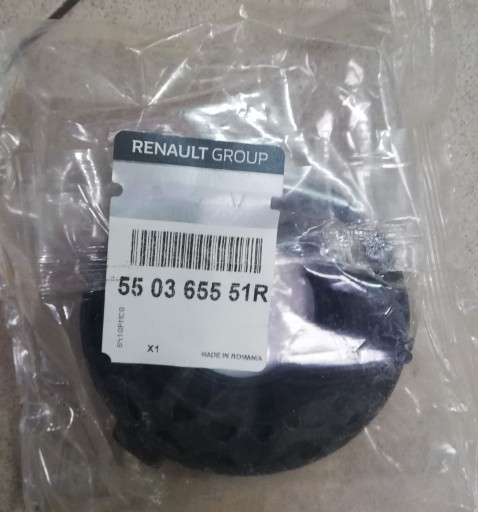 RENAULT GROUP
55 03 655 51R
X1
MADE IN ROMANIA